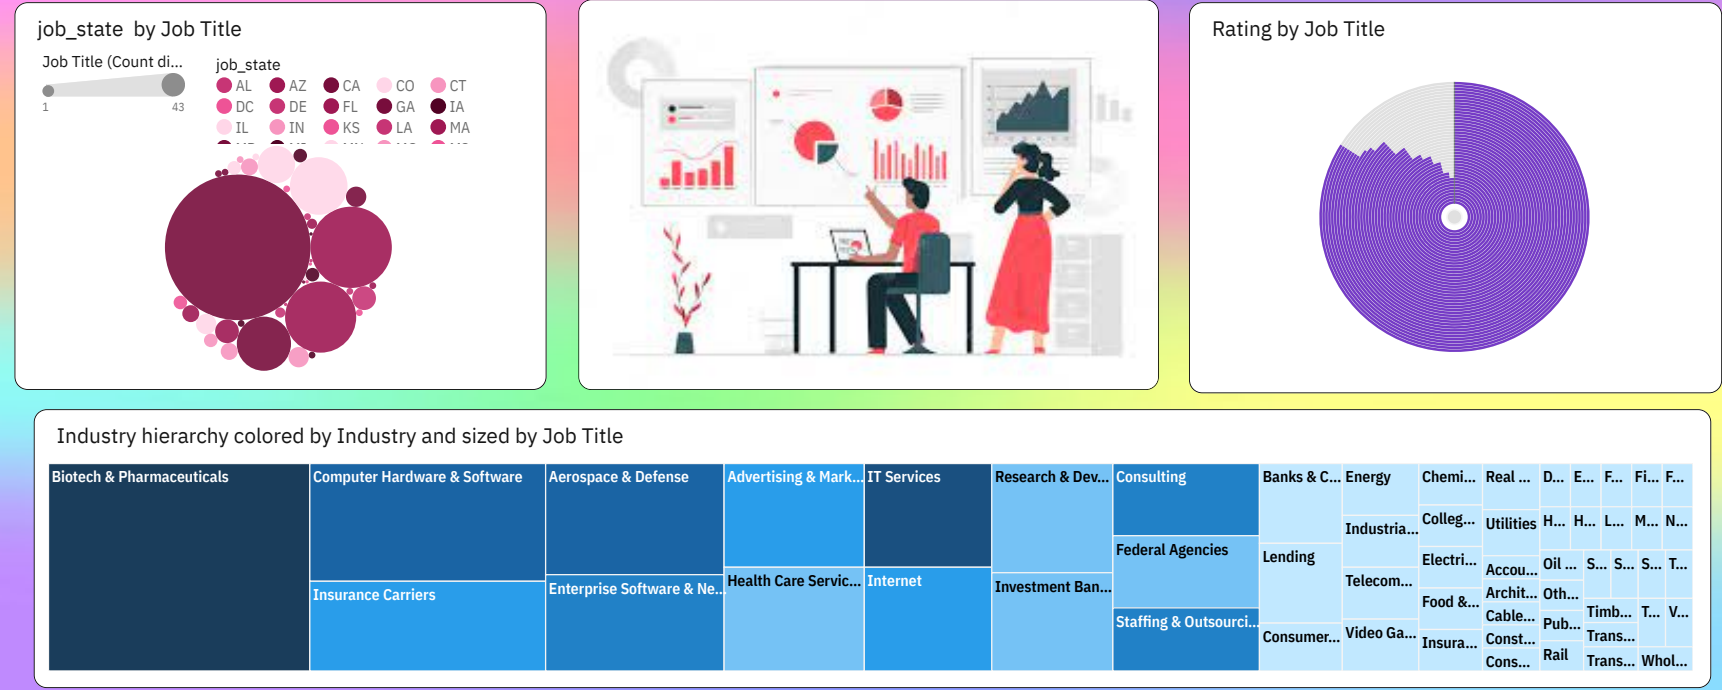 job_state by Job Title
Job Title (Count di...
1
43
job_state
AL AZ CA CO CT
DC DE FL GA IA
IL IN KS LA MA
Rating by Job Title
Industry hierarchy colored by Industry and sized by Job Title
Biotech & Pharmaceuticals
Computer Hardware & Software
Insurance Carriers
Aerospace & Defense
Enterprise Software & Ne...
Advertising & Mark...
Health Care Servic...
IT Services
Internet
Research & Dev...
Investment Ban...
Consulting
Federal Agencies
Staffing & Outsourci...
Banks & C...
Lending
Consumer...
Energy
Industria...
Telecom...
Video Ga...
Chemi...
Colleg...
Electri...
Food &...
Insura...
Real ...
Utilities
Accou...
Archit...
Cable...
Const...
Cons...
D... E... F... Fi... F...
H... H... L... M... N...
Oil ...
Oth...
Pub...
Rail
S... S... S... T...
Timb...
Trans...
Trans...
T... V...
Whol...